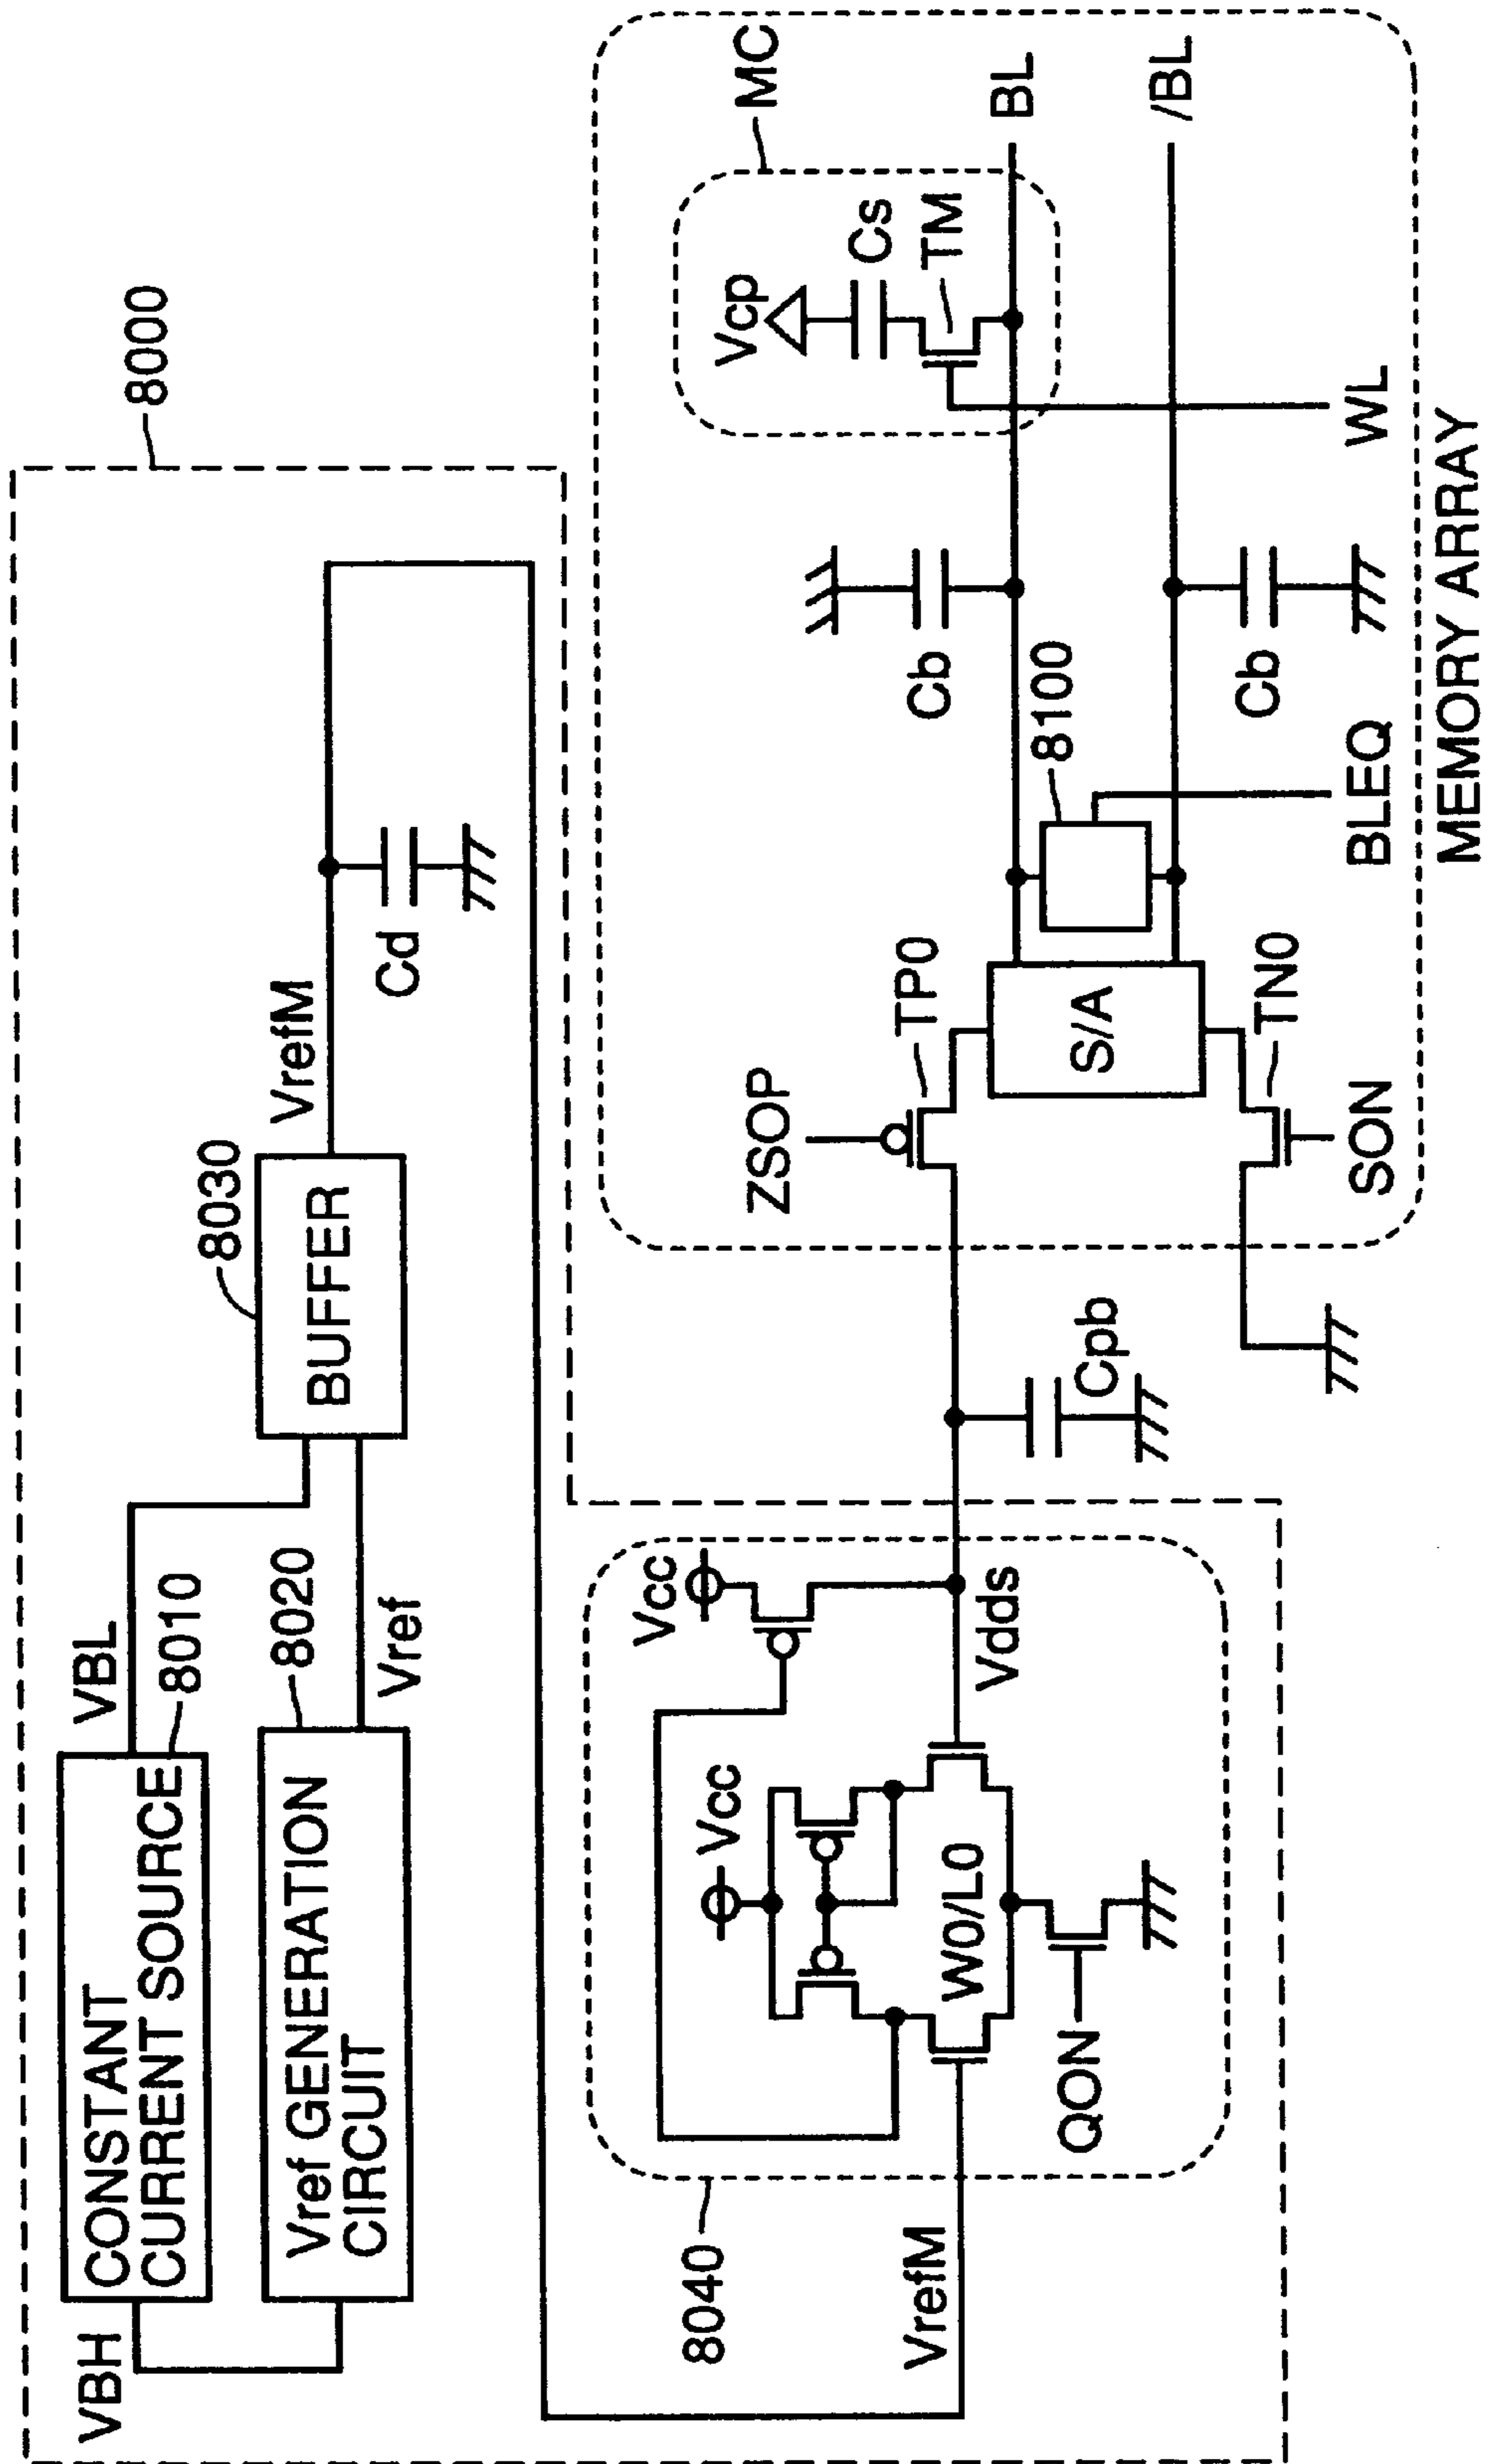 8000
VBH
CONSTANT
CURRENT SOURCE
VBL
8010
Vref GENERATION
CIRCUIT
8020
Vref
8030
BUFFER
VrefM
Cd
8040
VrefM
Vcc
Vcc
W0/L0
QON
Vdds
Cpb
ZSOP
TP0
S/A
TN0
SON
8100
BLEQ
Cb
Cb
Vcp
Cs
TM
MC
BL
/BL
WL
MEMORY ARRAY